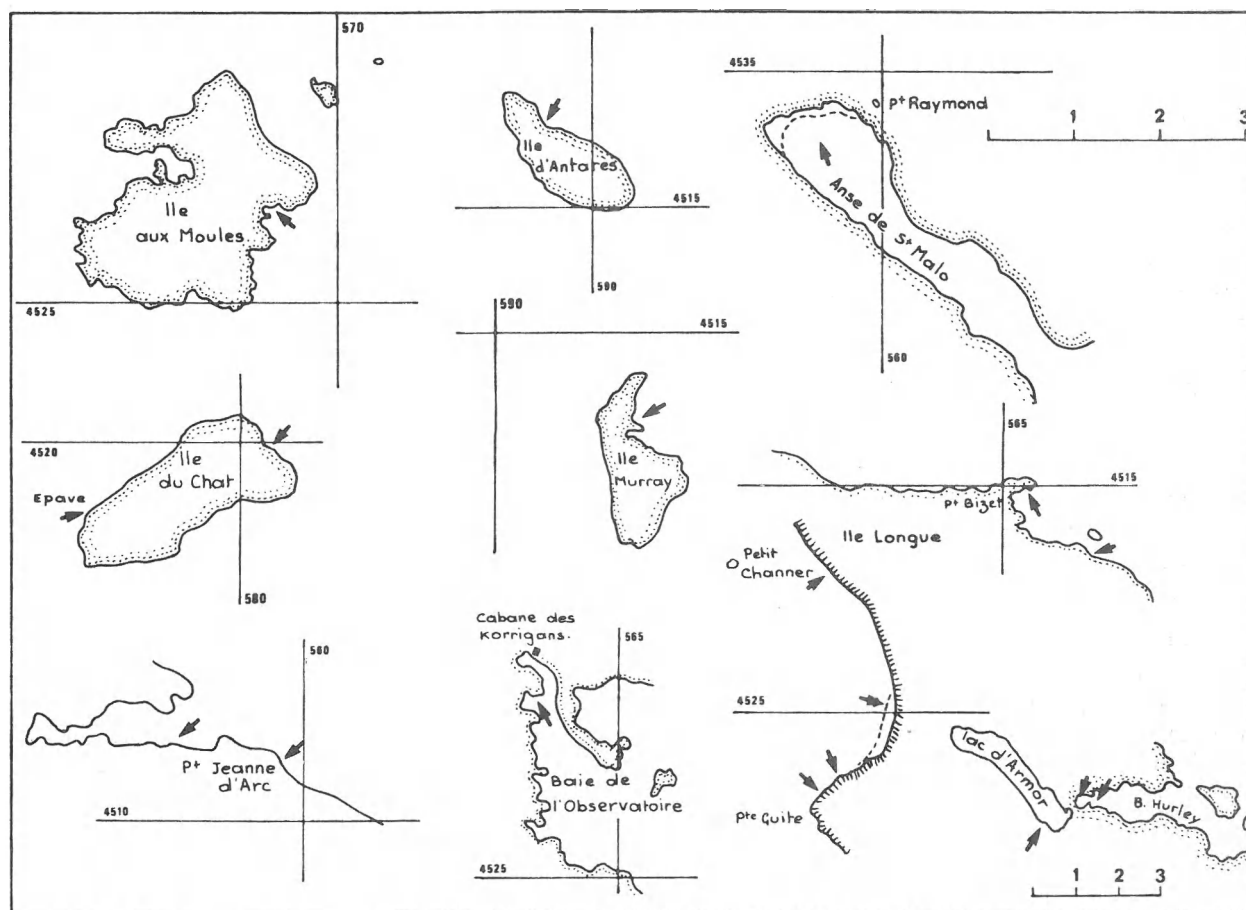 570
Ile
aux Moules
4525
Ile
d'Antares
4515
590
4535
pt Raymond
1 2 3
Anse de St Malo
560
590
4515
Ile
Murray
4520
Ile
du Chat
Epave
580
565
4515
pt Bizet
Ile Longue
Petit
Channer
4525
Pte Guite
lac d'Armor
B. Hurley
1 2 3
560
Pt Jeanne
d'Arc
4510
Cabane des
Korrigans.
565
Baie de
l'Observatoire
4525